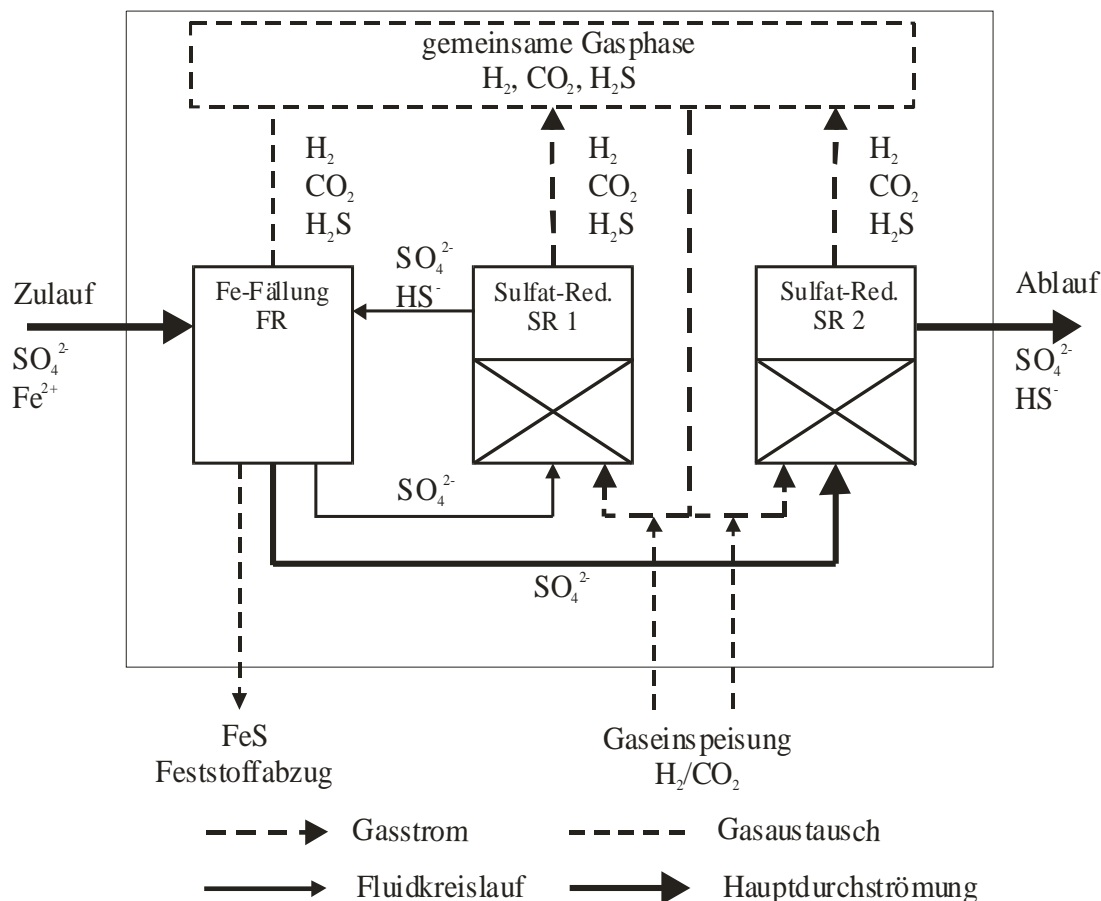 gemeinsame Gasphase
H₂, CO₂, H₂S
H₂
CO₂
H₂S
H₂
CO₂
H₂S
H₂
CO₂
H₂S
Zulauf
SO₄²⁻
Fe²⁺
Fe-Fällung
FR
SO₄²⁻
HS⁻
Sulfat-Red.
SR 1
Sulfat-Red.
SR 2
Ablauf
SO₄²⁻
HS⁻
SO₄²⁻
SO₄²⁻
FeS
Feststoffabzug
Gaseinspeisung
H₂/CO₂
Gasstrom
Gasaustausch
Fluidkreislauf
Hauptdurchströmung